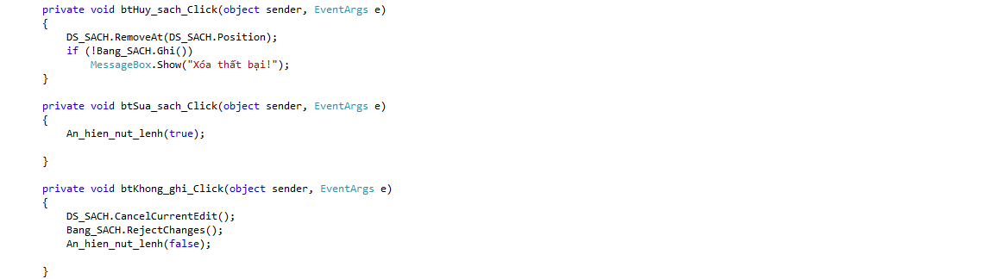 private void btHuy_sach_Click(object sender, EventArgs e)
{
DS_SACH.RemoveAt(DS_SACH.Position);
if (!Bang_SACH.Ghi())
MessageBox.Show("Xóa thất bại!");
}
private void btSua_sach_Click(object sender, EventArgs e)
{
An_hien_nut_lenh(true);
}
private void btKhong_ghi_Click(object sender, EventArgs e)
{
DS_SACH.CancelCurrentEdit();
Bang_SACH.RejectChanges();
An_hien_nut_lenh(false);
}